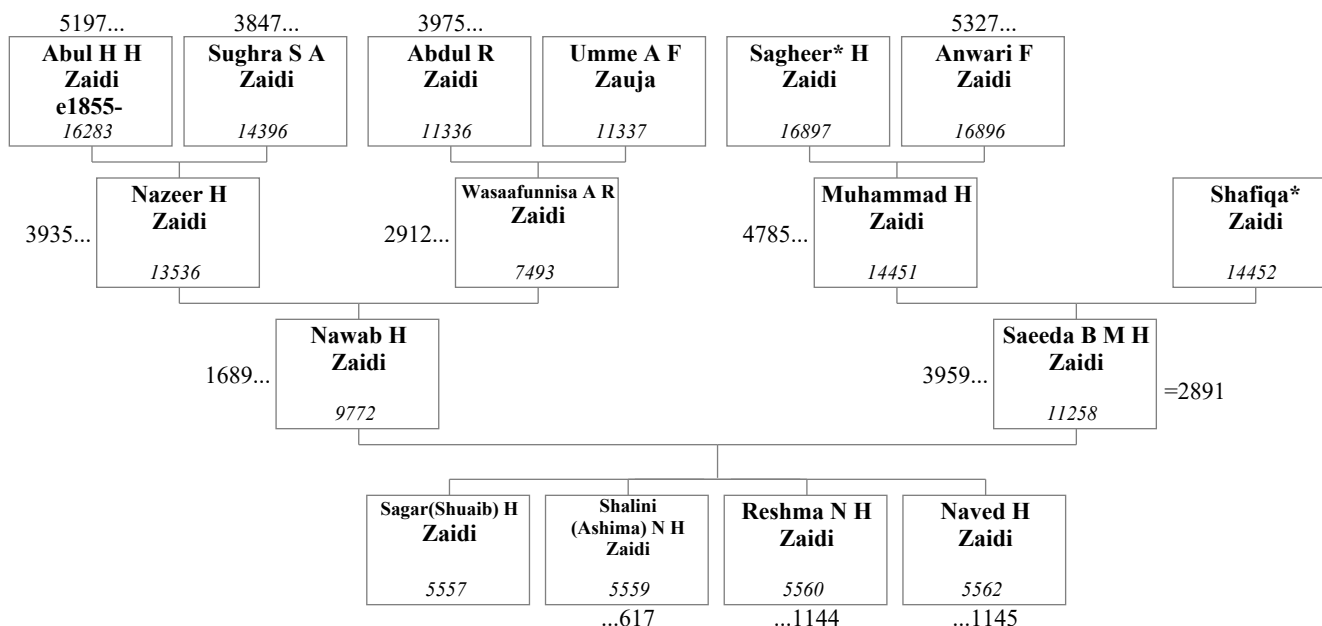 5197...
3847...
3975...
5327...
Abul H H
Zaidi
e1855-
16283
Sughra S A
Zaidi
14396
Abdul R
Zaidi
11336
Umme A F
Zauja
11337
Sagheer* H
Zaidi
16897
Anwari F
Zaidi
16896
3935...
Nazeer H
Zaidi
13536
2912...
Wasaafunnisa A R
Zaidi
7493
4785...
Muhammad H
Zaidi
14451
Shafiqa*
Zaidi
14452
1689...
Nawab H
Zaidi
9772
3959...
Saeeda B M H
Zaidi
11258
=2891
Sagar(Shuaib) H
Zaidi
5557
Shalini
(Ashima) N H
Zaidi
5559
...617
Reshma N H
Zaidi
5560
...1144
Naved H
Zaidi
5562
...1145